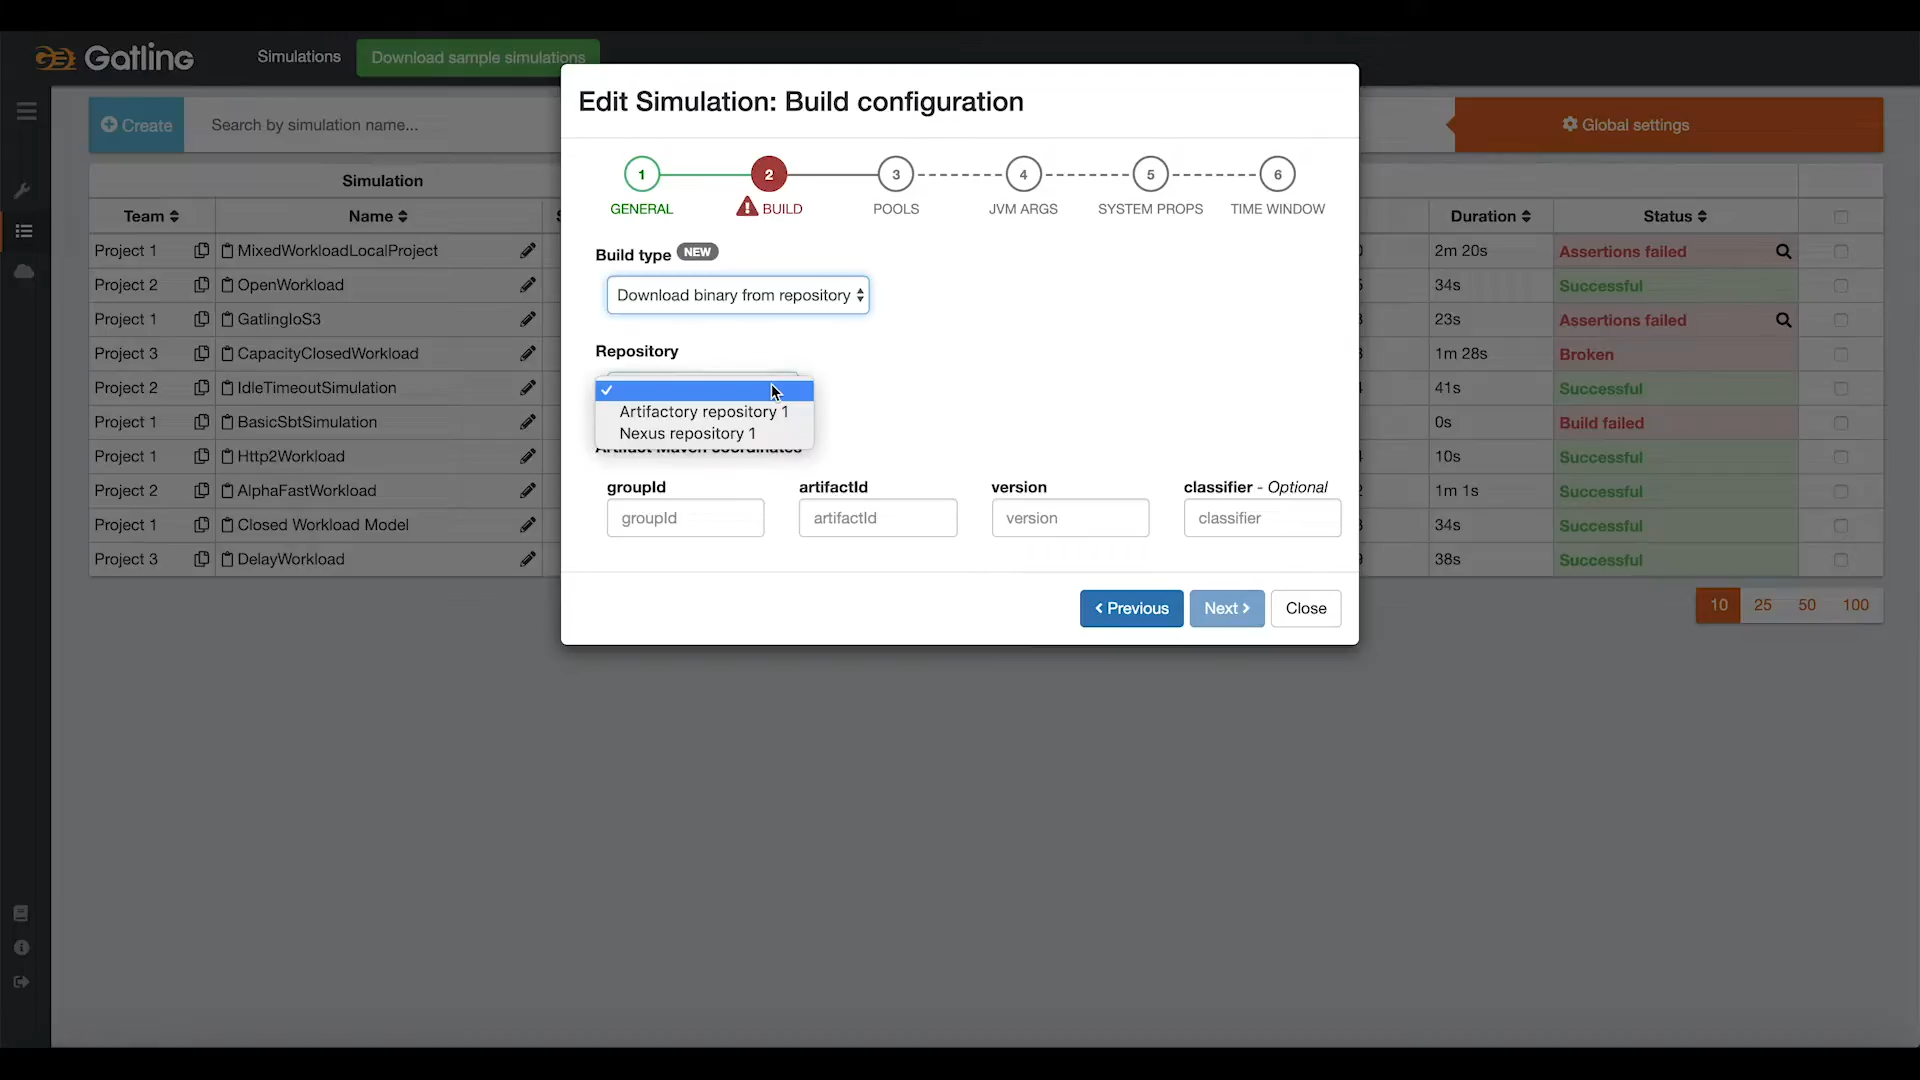 Gatling
Simulations
Download sample simulations
Edit Simulation: Build configuration
Create
Search by simulation name...
Global settings
1 2 3 4 5 6
GENERAL BUILD POOLS JVM ARGS SYSTEM PROPS TIME WINDOW
Simulation
Team Name Duration Status
Project 1 MixedWorkloadLocalProject 2m 20s Assertions failed
Project 2 OpenWorkload 34s Successful
Project 1 GatlingIoS3 23s Assertions failed
Project 3 CapacityClosedWorkload 1m 28s Broken
Project 2 IdleTimeoutSimulation 41s Successful
Project 1 BasicSbtSimulation 0s Build failed
Project 1 Http2Workload 10s Successful
Project 2 AlphaFastWorkload 1m 1s Successful
Project 1 Closed Workload Model 34s Successful
Project 3 DelayWorkload 38s Successful
10 25 50 100
Build type NEW
Download binary from repository
Repository
Artifactory repository 1
Nexus repository 1
Artifact Maven coordinates
groupId artifactId version classifier - Optional
groupId artifactId version classifier
Previous Next Close